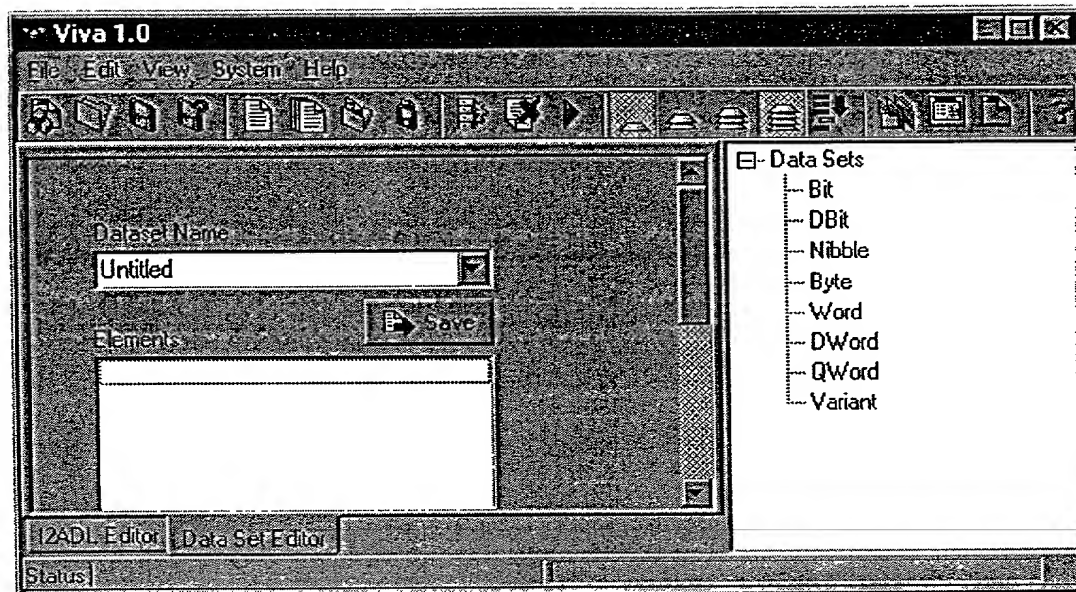 Viva 1.0
File Edit View System Help
Dataset Name
Untitled
Save
Elements
I2ADL Editor Data Set Editor
Status
Data Sets
Bit
DBit
Nibble
Byte
Word
DWord
QWord
Variant